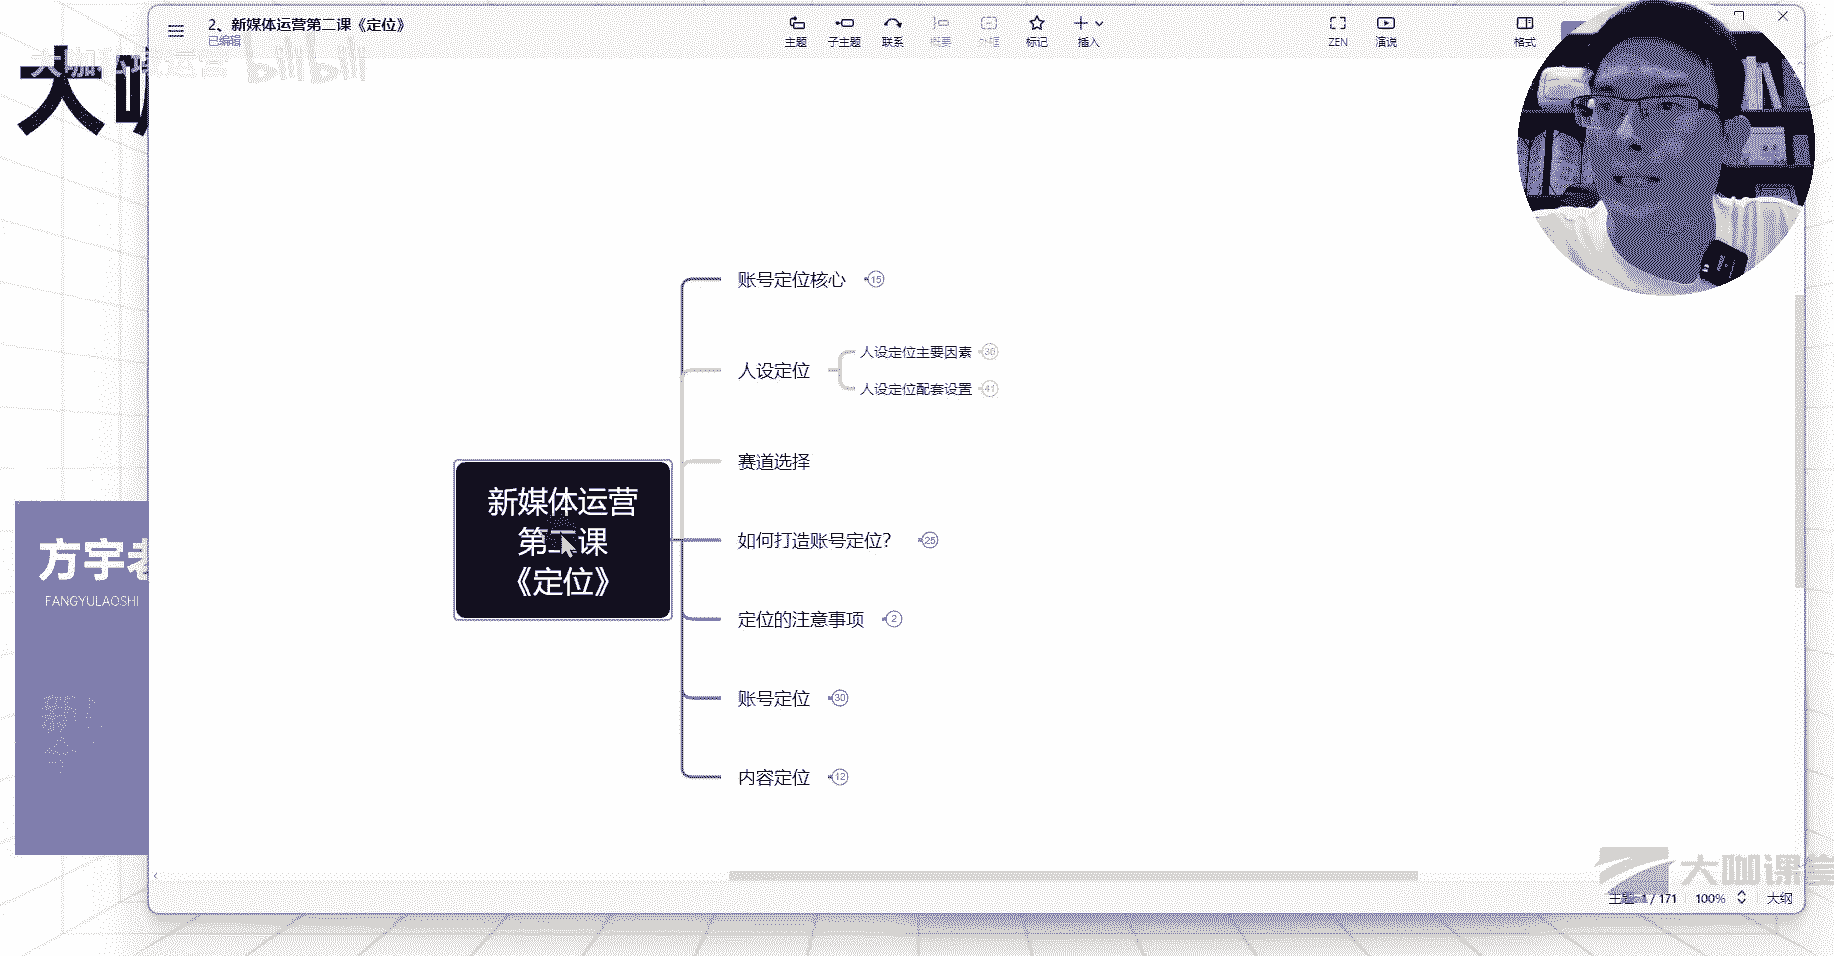 2、新媒体运营第二课《定位》
已编辑
主题
子主题
联系
概要
外框
标记
插入
ZEN
演说
格式
bilibili
大咖
账号定位核心 15
人设定位
人设定位主要因素
人设定位配套设置 41
赛道选择
新媒体运营
第二课
《定位》
如何打造账号定位? 25
定位的注意事项 2
账号定位 30
内容定位 12
方宇老
FANGYULAOSHI
大咖课堂
主题 1 / 171
100%
大纲